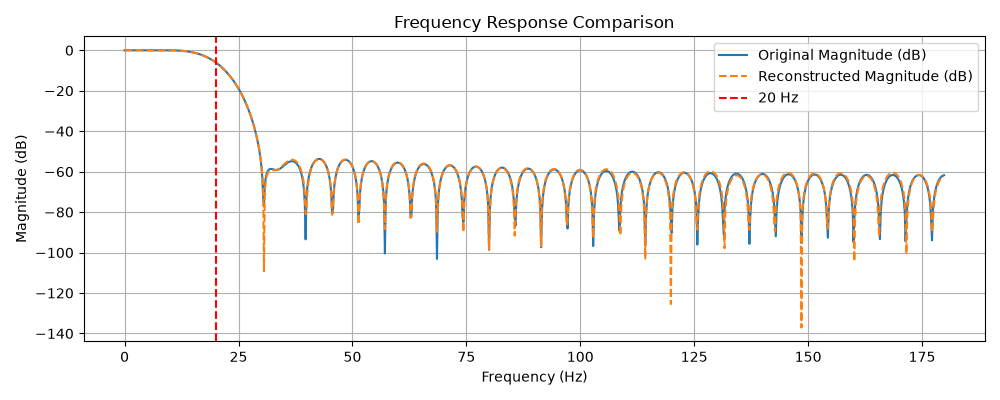 Frequency Response Comparison
Original Magnitude (dB)
Reconstructed Magnitude (dB)
20 Hz
Magnitude (dB)
0
−20
−40
−60
−80
−100
−120
−140
0 25 50 75 100 125 150 175
Frequency (Hz)